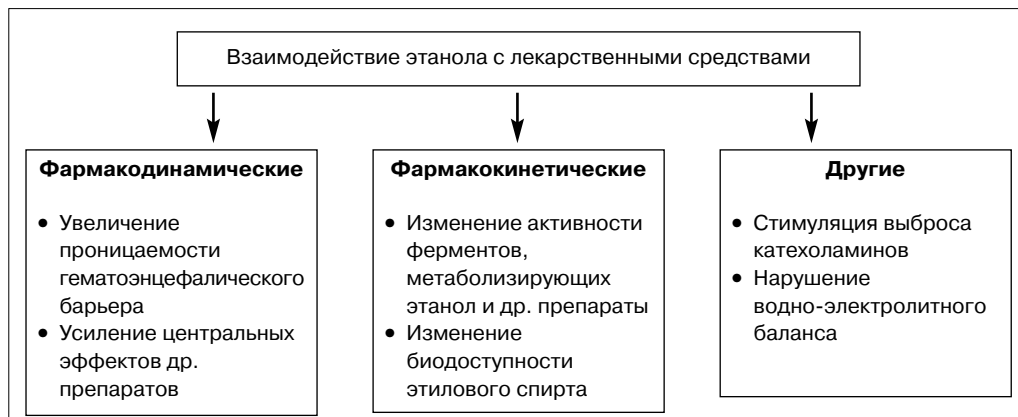 Взаимодействие этанола с лекарственными средствами
Фармакодинамические
• Увеличение
проницаемости
гематоэнцефалического
барьера
• Усиление центральных
эффектов др.
препаратов
Фармакокинетические
• Изменение активности
ферментов,
метаболизирующих
этанол и др. препараты
• Изменение
биодоступности
этилового спирта
Другие
• Стимуляция выброса
катехоламинов
• Нарушение
водно-электролитного
баланса